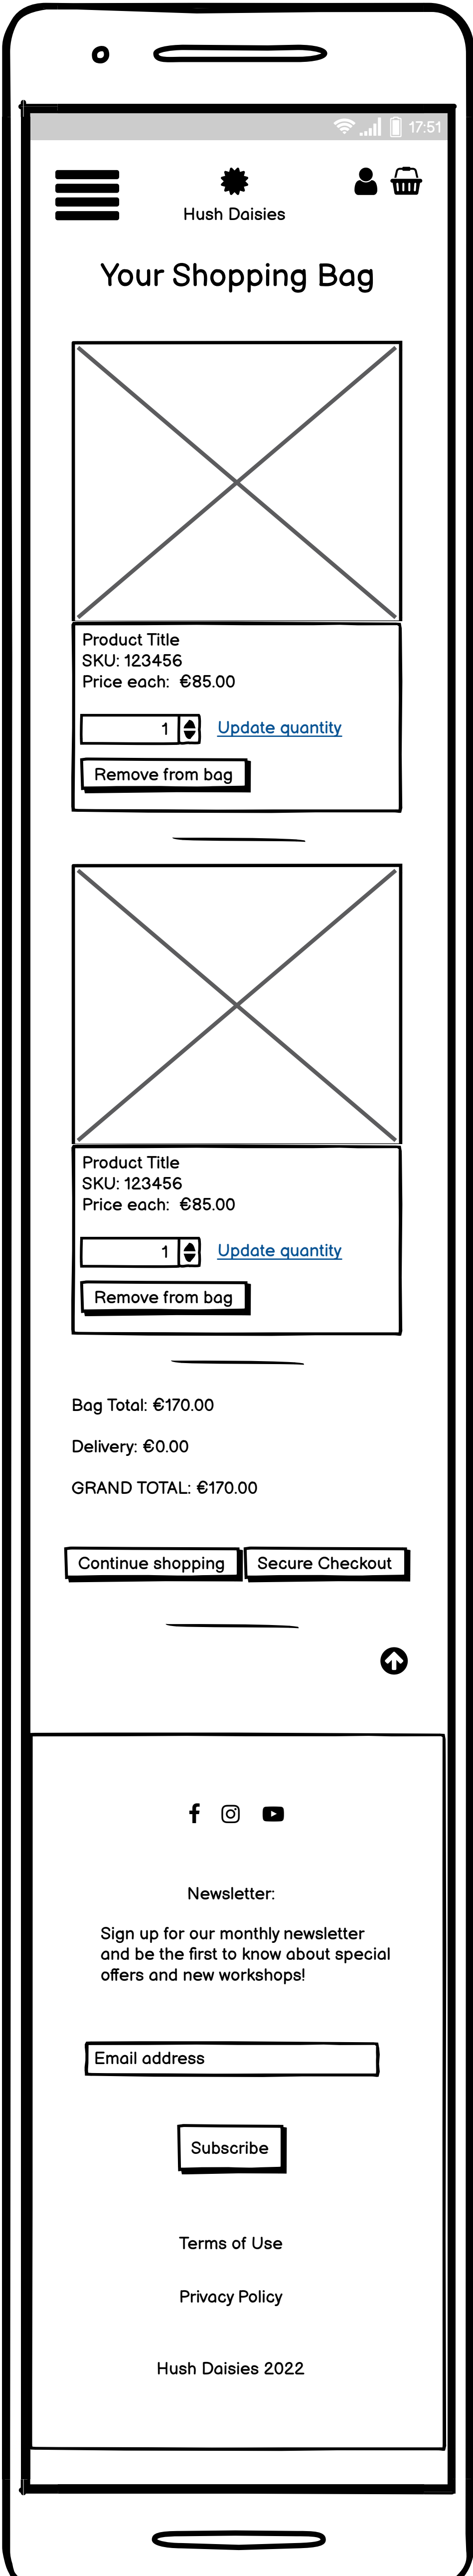 17:51
Hush Daisies
Your Shopping Bag
Product Title
SKU: 123456
Price each: €85.00
1 Update quantity
Remove from bag
Product Title
SKU: 123456
Price each: €85.00
1 Update quantity
Remove from bag
Bag Total: €170.00
Delivery: €0.00
GRAND TOTAL: €170.00
Continue shopping Secure Checkout
Newsletter:
Sign up for our monthly newsletter
and be the first to know about special
offers and new workshops!
Email address
Subscribe
Terms of Use
Privacy Policy
Hush Daisies 2022